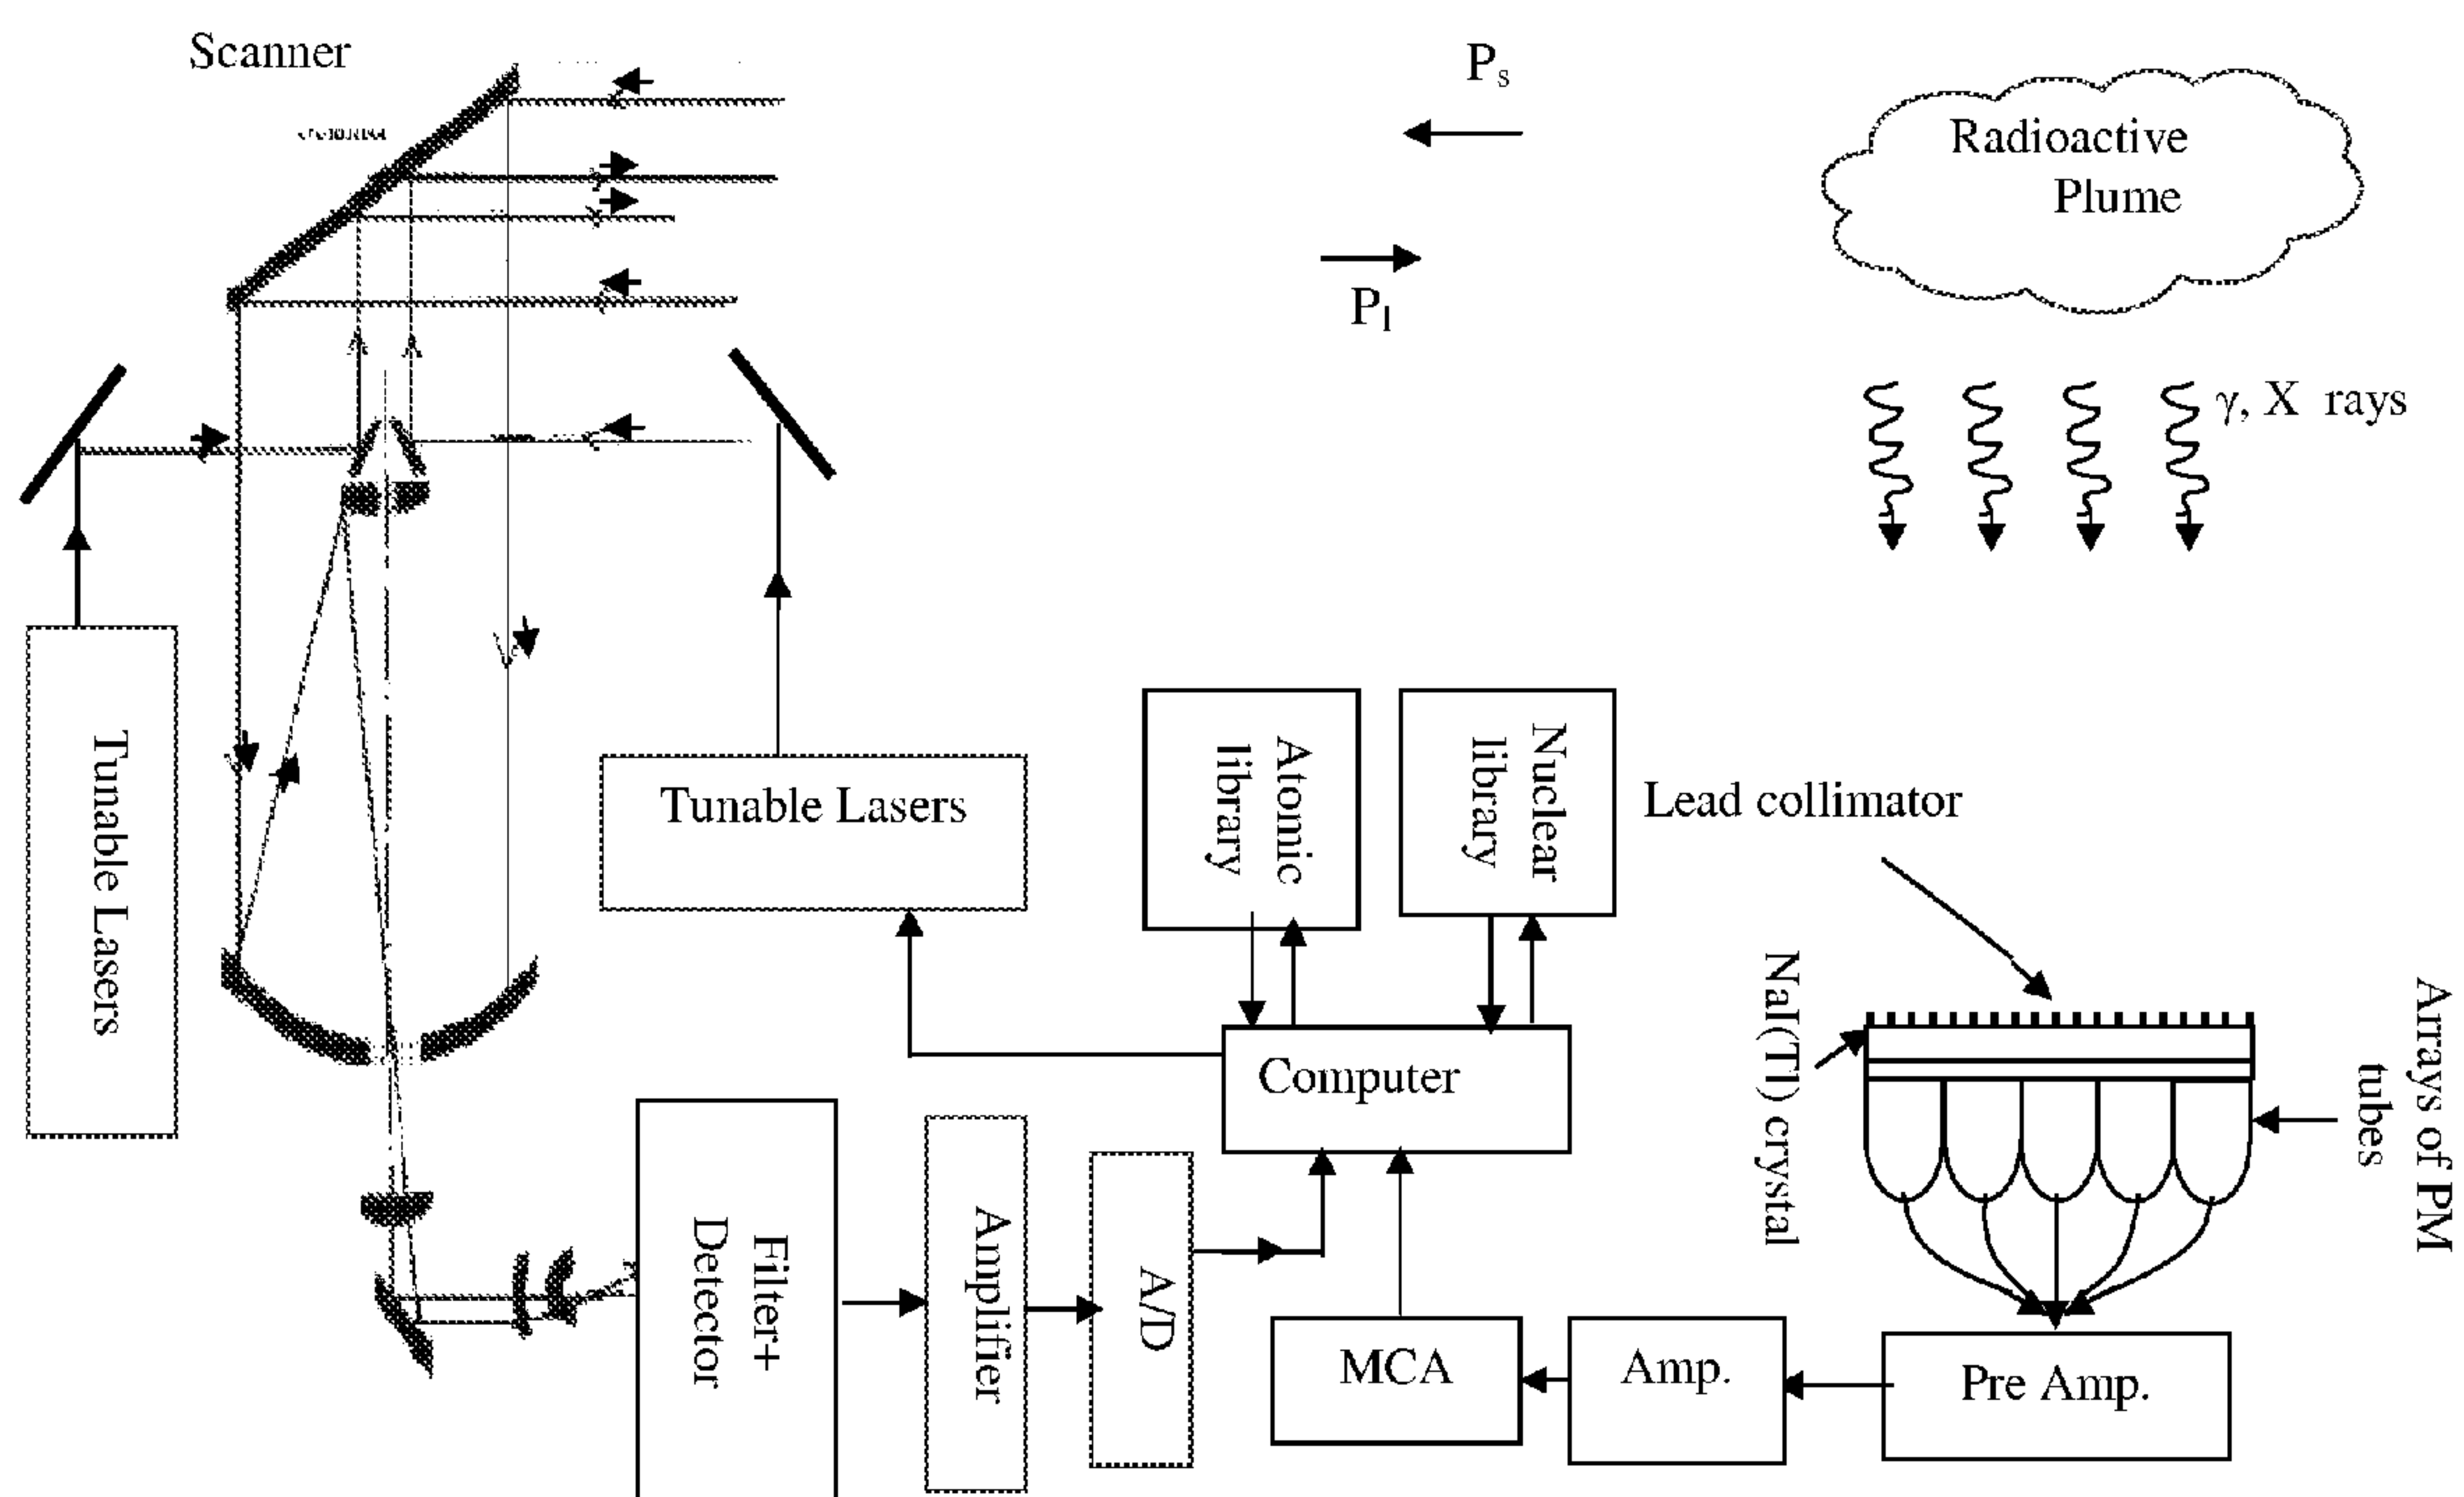 Scanner
Ps
Radioactive
Plume
Pl
γ, X rays
Tunable Lasers
Tunable Lasers
Atomic
library
Nuclear
library
Lead collimator
NaI(Tl) crystal
Arrays of PM
tubes
Computer
Filter+
Detector
Amplifier
A/D
MCA
Amp.
Pre Amp.